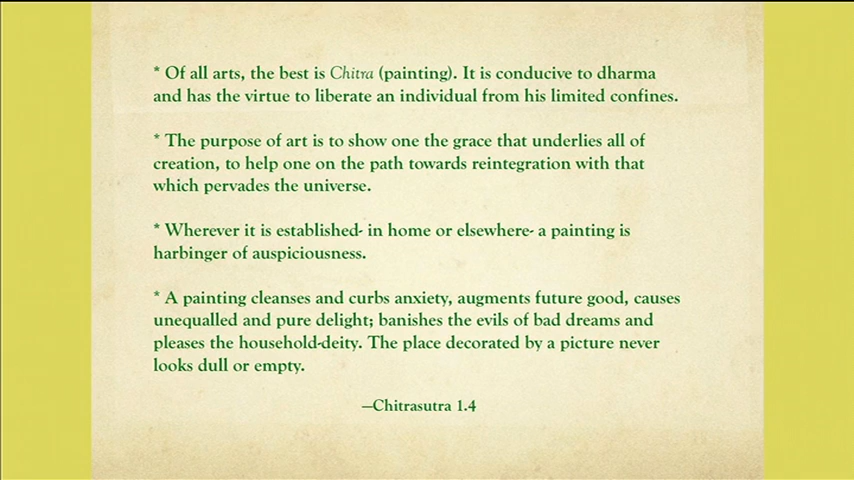 * Of all arts, the best is Chitra (painting). It is conducive to dharma
and has the virtue to liberate an individual from his limited confines.
* The purpose of art is to show one the grace that underlies all of
creation, to help one on the path towards reintegration with that
which pervades the universe.
* Wherever it is established- in home or elsewhere- a painting is
harbinger of auspiciousness.
* A painting cleanses and curbs anxiety, augments future good, causes
unequalled and pure delight; banishes the evils of bad dreams and
pleases the household-deity. The place decorated by a picture never
looks dull or empty.
—Chitrasutra 1.4